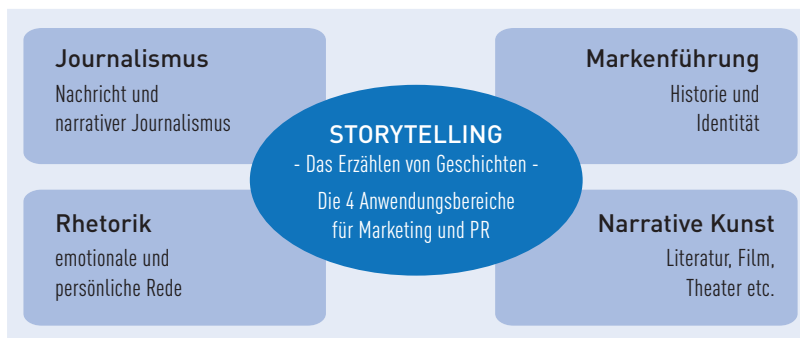 Journalismus
Nachricht und
narrativer Journalismus
Markenführung
Historie und
Identität
STORYTELLING
- Das Erzählen von Geschichten -
Die 4 Anwendungsbereiche
für Marketing und PR
Rhetorik
emotionale und
persönliche Rede
Narrative Kunst
Literatur, Film,
Theater etc.